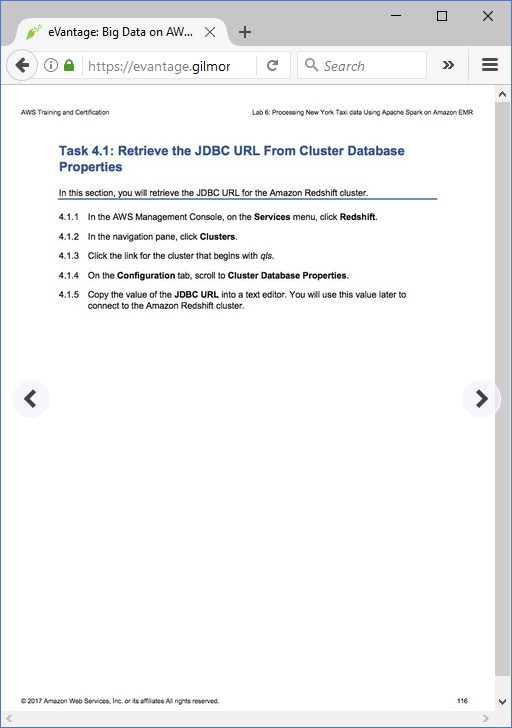 eVantage: Big Data on AW...
https://evantage.gilmor
Search
AWS Training and Certification
Lab 6: Processing New York Taxi data Using Apache Spark on Amazon EMR
Task 4.1: Retrieve the JDBC URL From Cluster Database
Properties
In this section, you will retrieve the JDBC URL for the Amazon Redshift cluster.
4.1.1 In the AWS Management Console, on the Services menu, click Redshift.
4.1.2 In the navigation pane, click Clusters.
4.1.3 Click the link for the cluster that begins with qls.
4.1.4 On the Configuration tab, scroll to Cluster Database Properties.
4.1.5 Copy the value of the JDBC URL into a text editor. You will use this value later to
connect to the Amazon Redshift cluster.
© 2017 Amazon Web Services, Inc. or its affiliates All rights reserved.
116